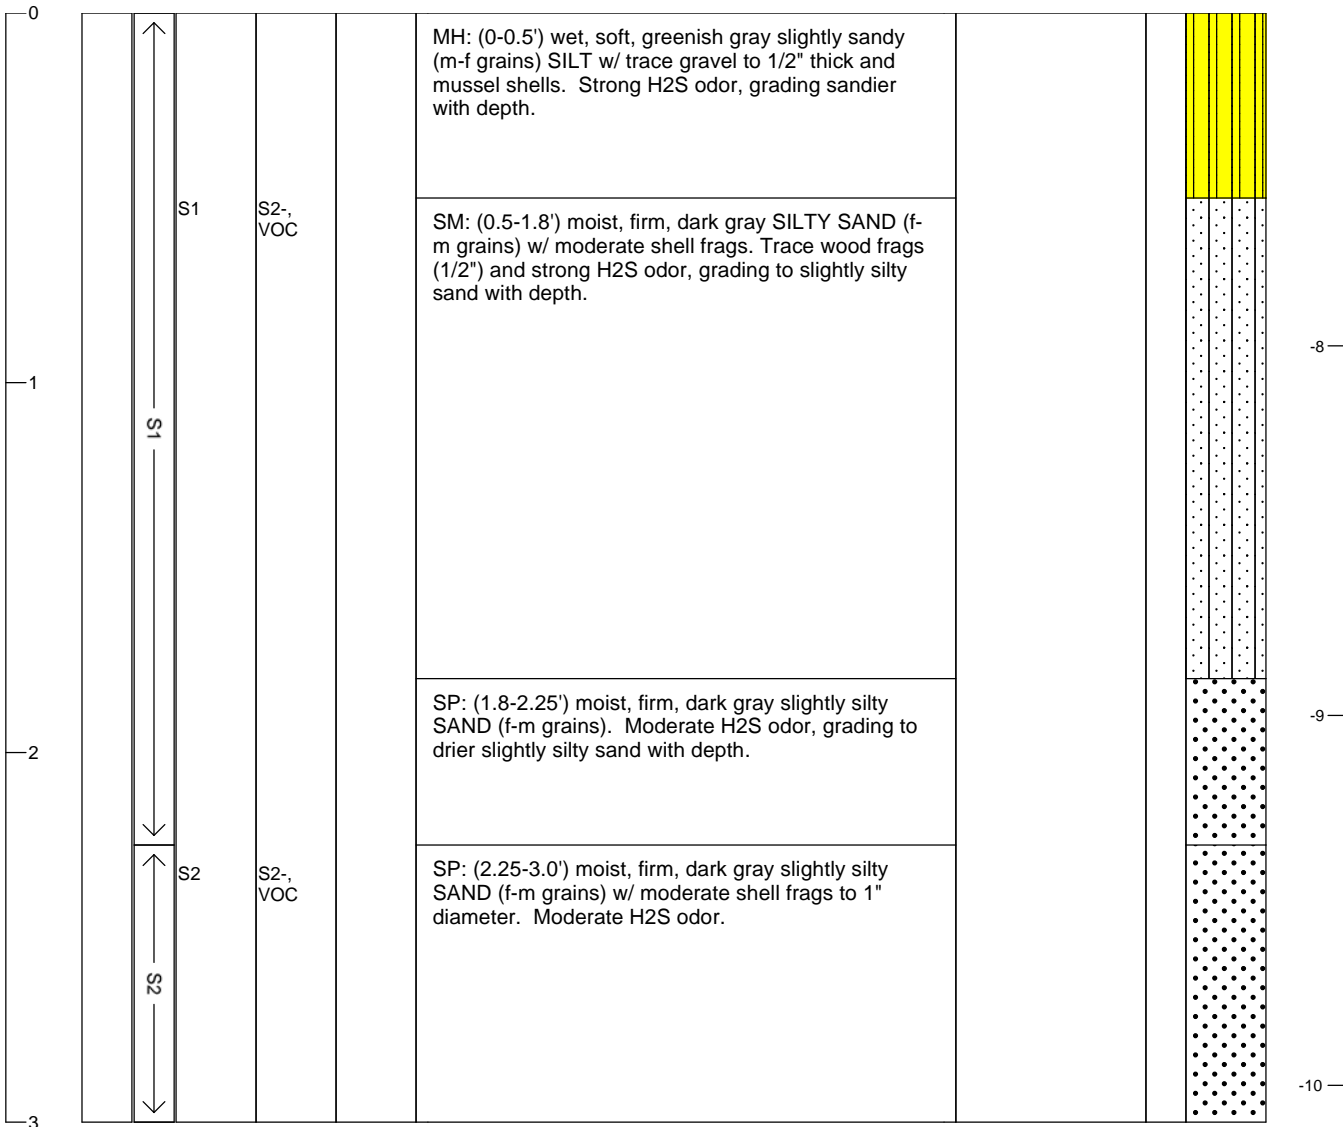 0
MH: (0-0.5') wet, soft, greenish gray slightly sandy
(m-f grains) SILT w/ trace gravel to 1/2" thick and
mussel shells.  Strong H2S odor, grading sandier
with depth.
S1
S2-,
VOC
SM: (0.5-1.8') moist, firm, dark gray SILTY SAND (f-
m grains) w/ moderate shell frags. Trace wood frags
(1/2") and strong H2S odor, grading to slightly silty
sand with depth.
-8
1
S1
SP: (1.8-2.25') moist, firm, dark gray slightly silty
SAND (f-m grains).  Moderate H2S odor, grading to
drier slightly silty sand with depth.
-9
2
S2
S2-,
VOC
SP: (2.25-3.0') moist, firm, dark gray slightly silty
SAND (f-m grains) w/ moderate shell frags to 1"
diameter.  Moderate H2S odor.
S2
-10
3